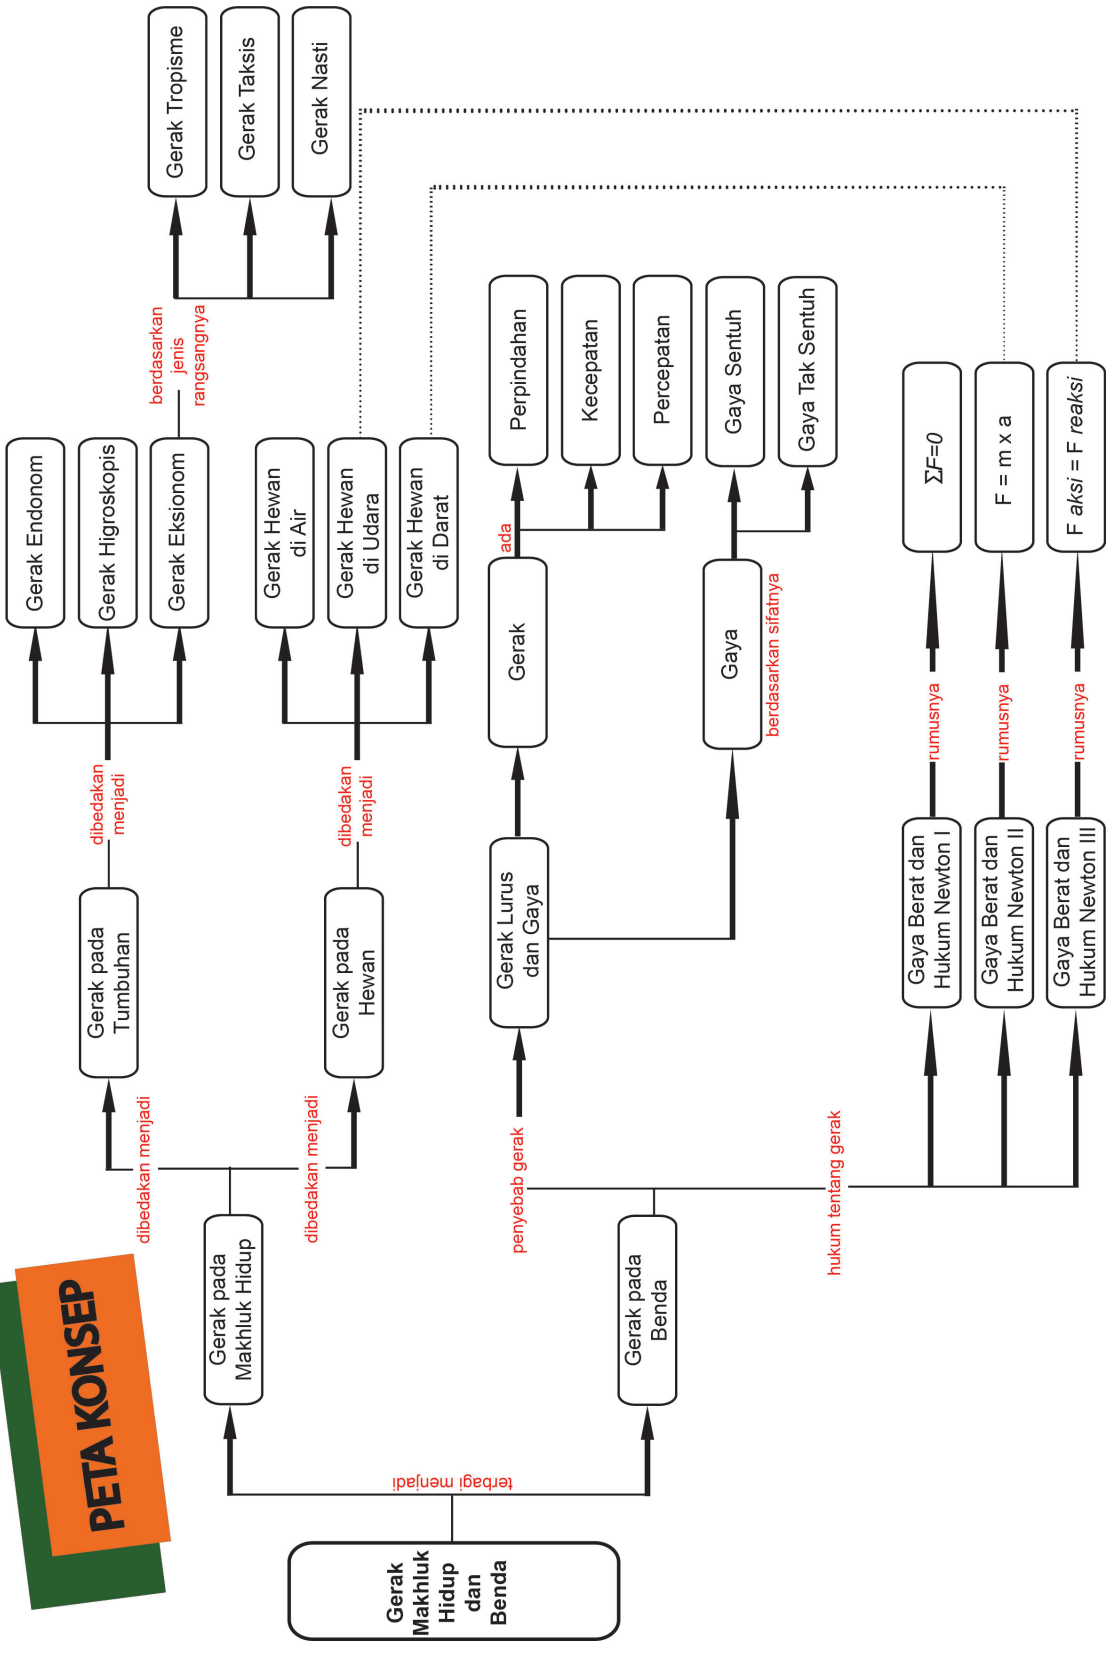 PETA KONSEP
Gerak
Makhluk
Hidup
dan
Benda
terbagi menjadi
Gerak pada
Makhluk Hidup
dibedakan menjadi
dibedakan menjadi
Gerak pada
Tumbuhan
dibedakan
menjadi
Gerak Endonom
Gerak Higroskopis
Gerak Eksionom
berdasarkan
jenis
rangsangnya
Gerak Tropisme
Gerak Taksis
Gerak Nasti
Gerak pada
Hewan
dibedakan
menjadi
Gerak Hewan
di Air
Gerak Hewan
di Udara
Gerak Hewan
di Darat
Gerak pada
Benda
penyebab gerak
Gerak Lurus
dan Gaya
Gerak
ada
Perpindahan
Kecepatan
Percepatan
Gaya
berdasarkan sifatnya
Gaya Sentuh
Gaya Tak Sentuh
hukum tentang gerak
Gaya Berat dan
Hukum Newton I
rumusnya
ΣF=0
Gaya Berat dan
Hukum Newton II
rumusnya
F = m x a
Gaya Berat dan
Hukum Newton III
rumusnya
F aksi = F reaksi